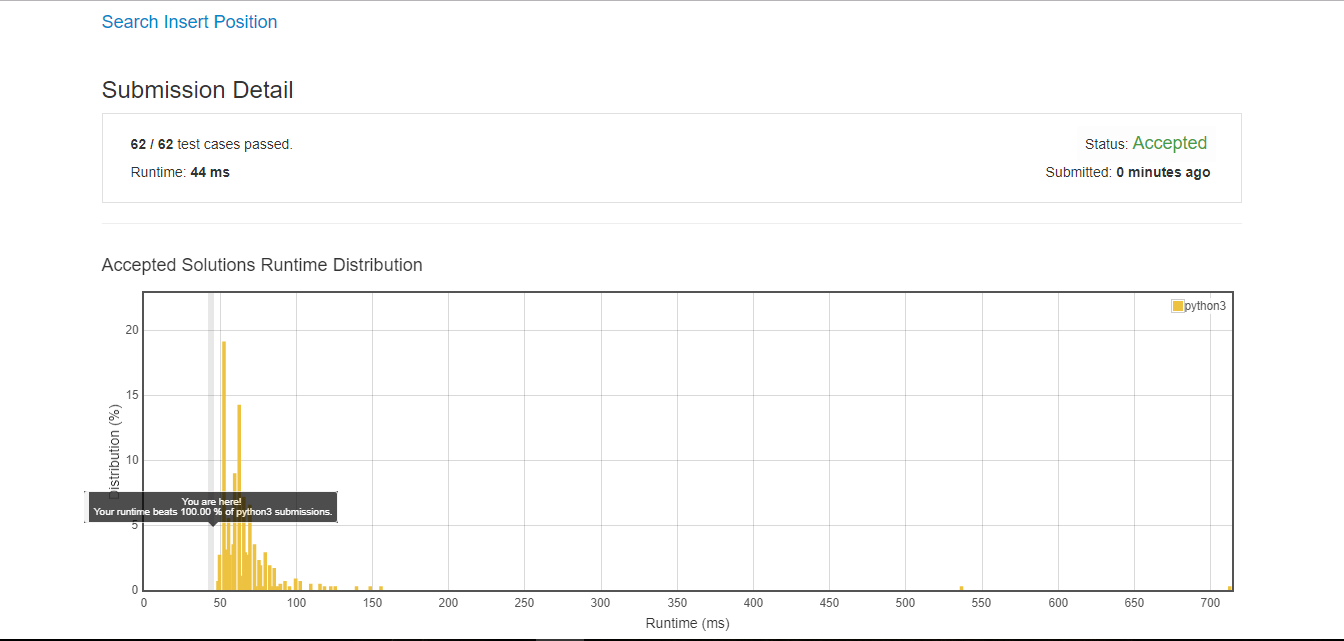 Search Insert Position
Submission Detail
62 / 62 test cases passed.
Status: Accepted
Runtime: 44 ms
Submitted: 0 minutes ago
Accepted Solutions Runtime Distribution
python3
20
15
10
5
0
Distribution (%)
You are here!
Your runtime beats 100.00 % of python3 submissions.
0 50 100 150 200 250 300 350 400 450 500 550 600 650 700
Runtime (ms)